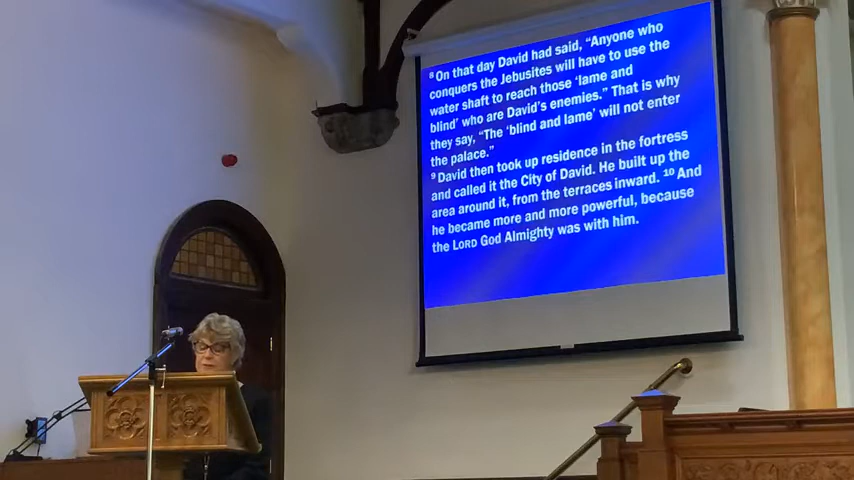 ⁸ On that day David had said, “Anyone who
conquers the Jebusites will have to use the
water shaft to reach those ‘lame and
blind’ who are David’s enemies.” That is why
they say, “The ‘blind and lame’ will not enter
the palace.”
⁹ David then took up residence in the fortress
and called it the City of David. He built up the
area around it, from the terraces inward. ¹⁰ And
he became more and more powerful, because
the LORD God Almighty was with him.